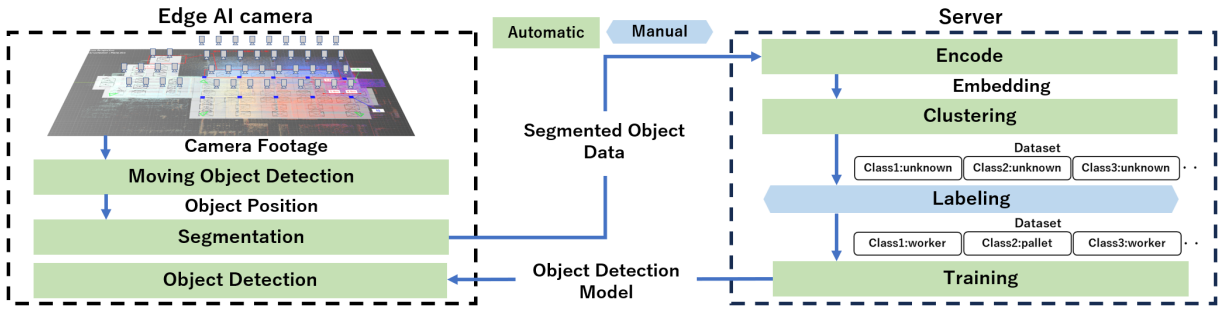 Edge AI camera
Camera Footage
Moving Object Detection
Object Position
Segmentation
Object Detection
Automatic
Manual
Segmented Object
Data
Object Detection
Model
Server
Encode
Embedding
Clustering
Dataset
Class1:unknown
Class2:unknown
Class3:unknown
Labeling
Dataset
Class1:worker
Class2:pallet
Class3:worker
Training